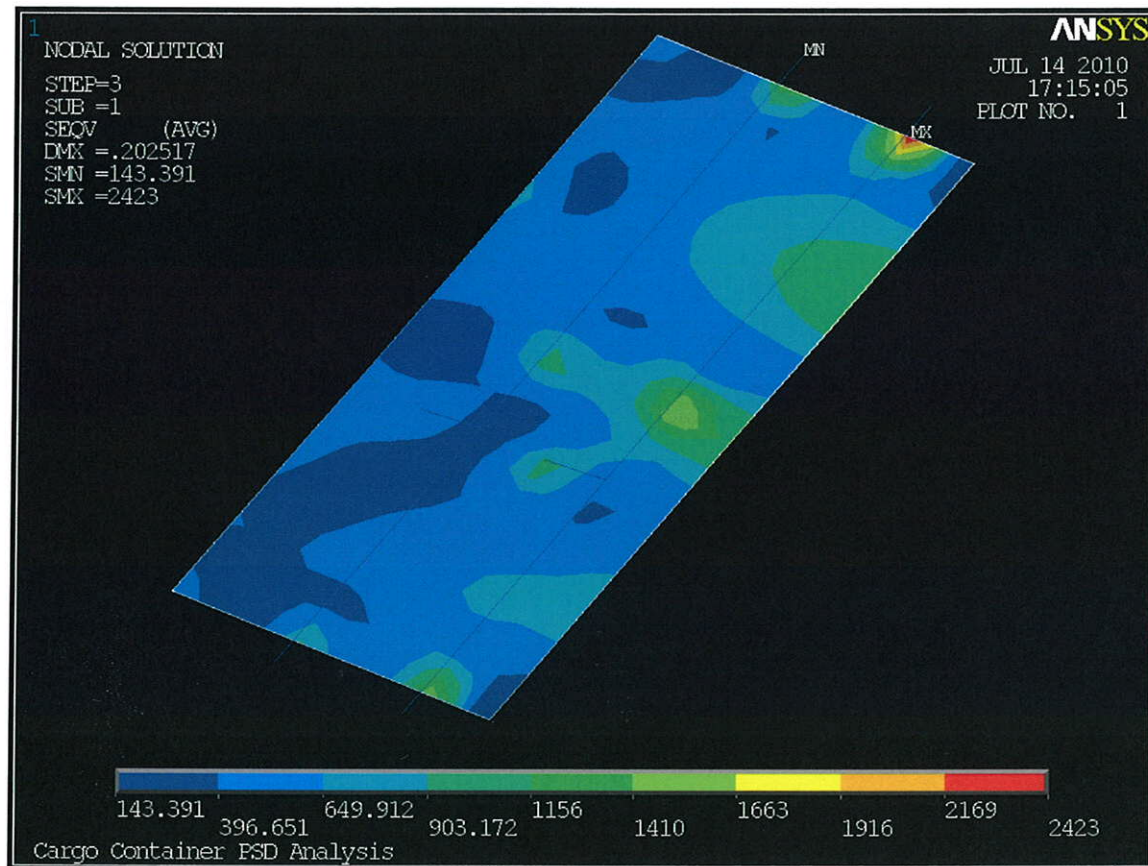 1
ANSYS
NODAL SOLUTION
STEP=3
SUB =1
SEQV (AVG)
DMX =.202517
SMN =143.391
SMX =2423
JUL 14 2010
17:15:05
PLOT NO. 1
MN
MX
143.391 649.912 1156 1663 2169
396.651 903.172 1410 1916 2423
Cargo Container PSD Analysis